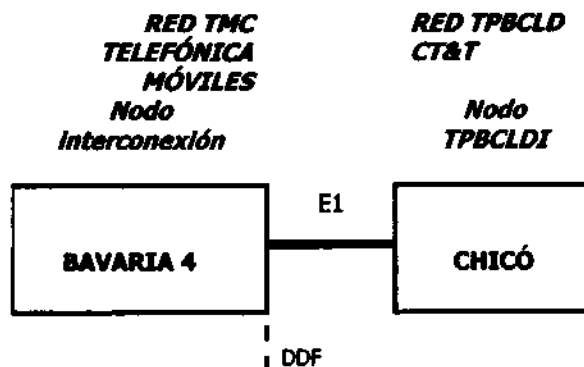 RED TMC
TELEFÓNICA
MÓVILES
Nodo
interconexión
RED TPBCLD
CT&T
Nodo
TPBCLDI
BAVARIA 4
E1
CHICÓ
DDF